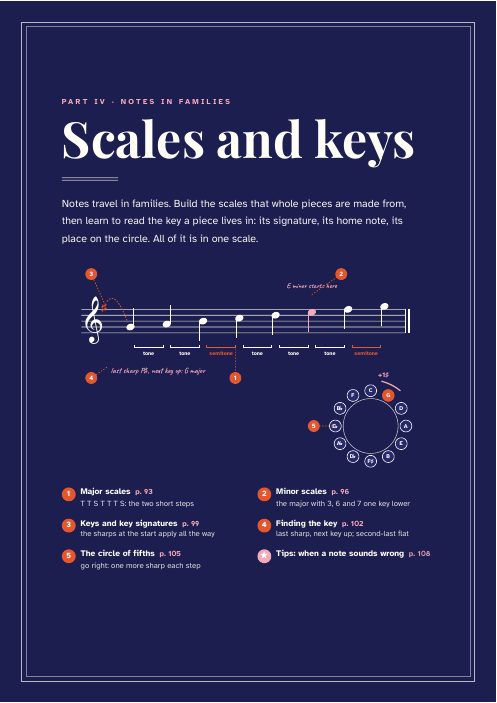 PART IV · NOTES IN FAMILIES
Scales and keys
Notes travel in families. Build the scales that whole pieces are made from,
then learn to read the key a piece lives in: its signature, its home note, its
place on the circle. All of it is in one scale.
3
2
E minor starts here
tone
tone
semitone
tone
tone
tone
semitone
4
last sharp F♯, next key up: G major
1
+1♯
C
G
D
A
E
B
F♯
D♭
A♭
E♭
B♭
F
5
1 Major scales p. 93
T T S T T T S: the two short steps
2 Minor scales p. 96
the major with 3, 6 and 7 one key lower
3 Keys and key signatures p. 99
the sharps at the start apply all the way
4 Finding the key p. 102
last sharp, next key up; second-last flat
5 The circle of fifths p. 105
go right: one more sharp each step
Tips: when a note sounds wrong p. 108